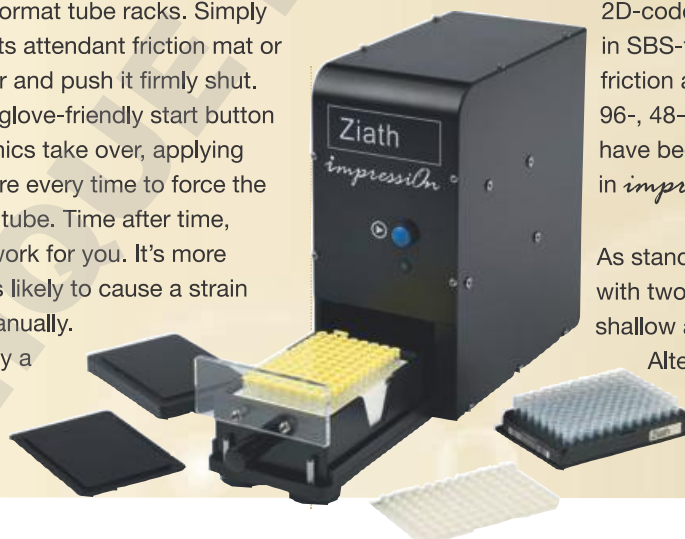 ormat tube racks. Simply
ts attendant friction mat or
r and push it firmly shut.
glove-friendly start button
nics take over, applying
re every time to force the
tube. Time after time,
work for you. It's more
s likely to cause a strain
anually.
y a
Ziath
impressiOn
2D-code
in SBS-
friction a
96-, 48-
have be
in impre
As stand
with two
shallow a
Alte
Ziath